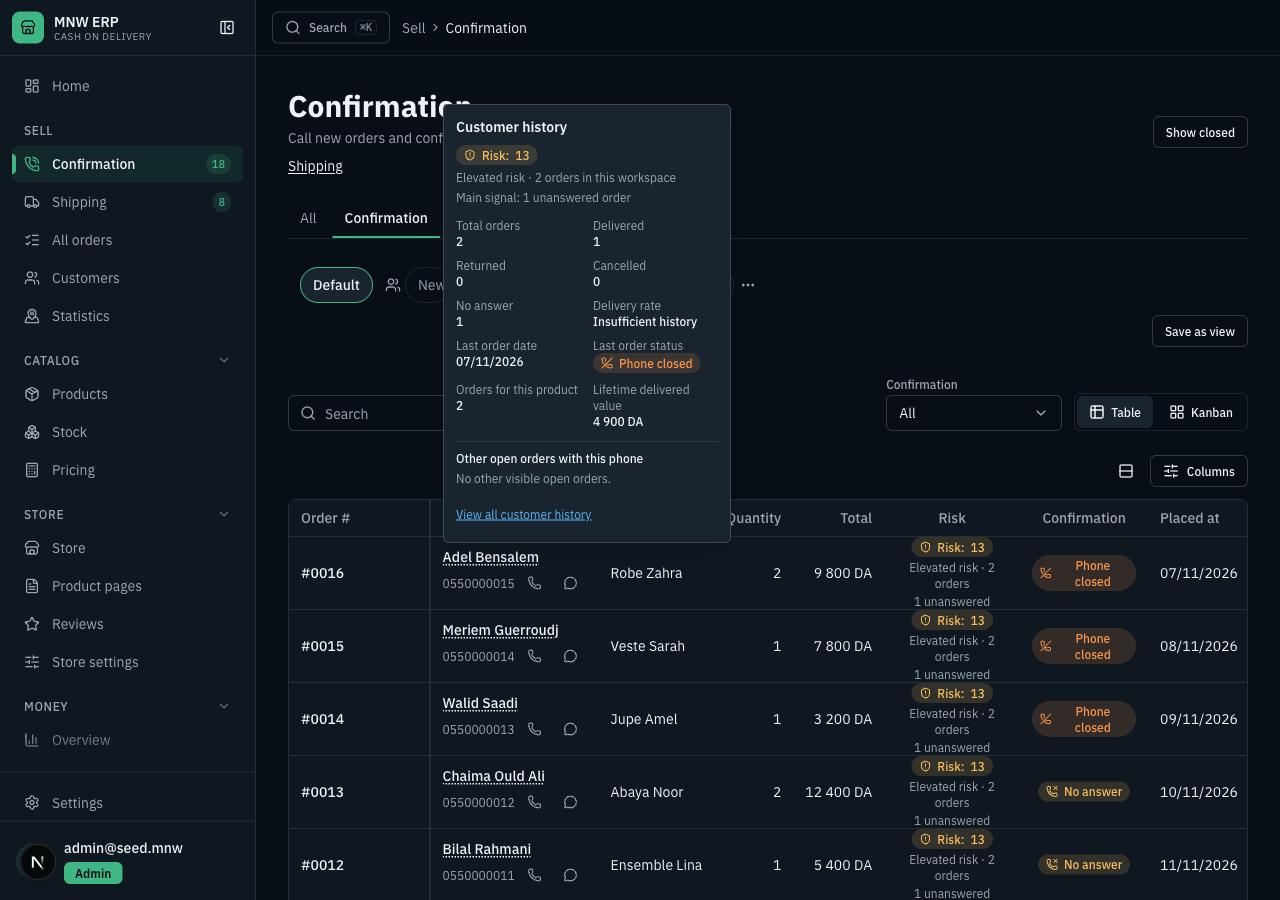 MNW ERP
CASH ON DELIVERY
Search ⌘K
Sell > Confirmation
Home
SELL
Confirmation 18
Shipping 8
All orders
Customers
Statistics
CATALOG
Products
Stock
Pricing
STORE
Store
Product pages
Reviews
Store settings
MONEY
Overview
Settings
N
admin@seed.mnw
Admin
Confirmation
Call new orders and conf
Shipping
Show closed
All
Confirmation
Default
New
Save as view
Search
Confirmation
All
Table
Kanban
Columns
Customer history
Risk: 13
Elevated risk · 2 orders in this workspace
Main signal: 1 unanswered order
Total orders
2
Delivered
1
Returned
0
Cancelled
0
No answer
1
Delivery rate
Insufficient history
Last order date
07/11/2026
Last order status
Phone closed
Orders for this product
2
Lifetime delivered
value
4 900 DA
Other open orders with this phone
No other visible open orders.
View all customer history
Order # Quantity Total Risk Confirmation Placed at
#0016
Adel Bensalem
0550000015
Robe Zahra
2
9 800 DA
Risk: 13
Elevated risk · 2
orders
1 unanswered
Phone
closed
07/11/2026
#0015
Meriem Guerroudj
0550000014
Veste Sarah
1
7 800 DA
Risk: 13
Elevated risk · 2
orders
1 unanswered
Phone
closed
08/11/2026
#0014
Walid Saadi
0550000013
Jupe Amel
1
3 200 DA
Risk: 13
Elevated risk · 2
orders
1 unanswered
Phone
closed
09/11/2026
#0013
Chaima Ould Ali
0550000012
Abaya Noor
2
12 400 DA
Risk: 13
Elevated risk · 2
orders
1 unanswered
No answer
10/11/2026
#0012
Bilal Rahmani
0550000011
Ensemble Lina
1
5 400 DA
Risk: 13
Elevated risk · 2
orders
1 unanswered
No answer
11/11/2026